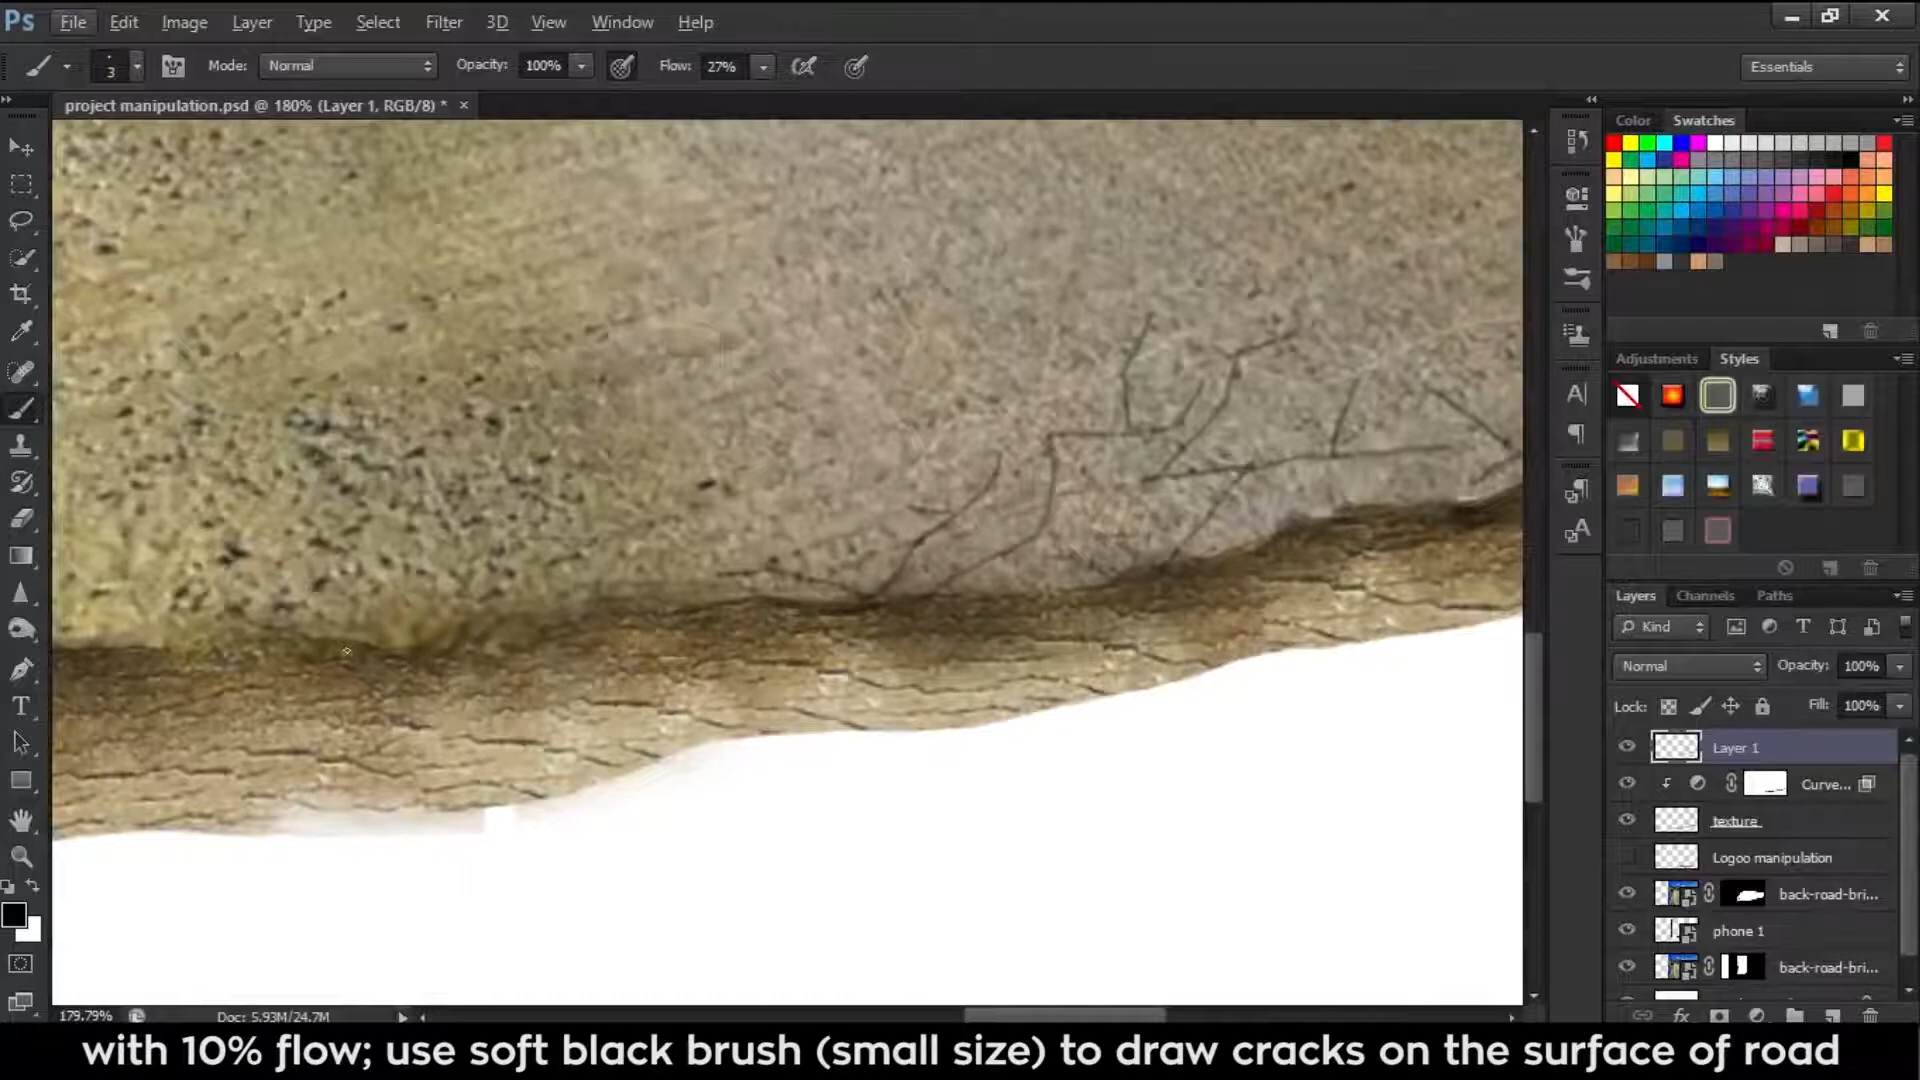 Ps File Edit Image Layer Type Select Filter 3D View Window Help
3 Mode: Normal Opacity: 100% Flow: 27% Essentials
project manipulation.psd @ 180% (Layer 1, RGB/8) *
Color Swatches
Adjustments Styles
Layers Channels Paths
Kind
Normal Opacity: 100%
Lock: Fill: 100%
Layer 1
Curve...
texture
Logoo manipulation
back-road-bri...
phone 1
back-road-bri...
179.79% Doc: 5.93M/24.7M
with 10% flow; use soft black brush (small size) to draw cracks on the surface of road